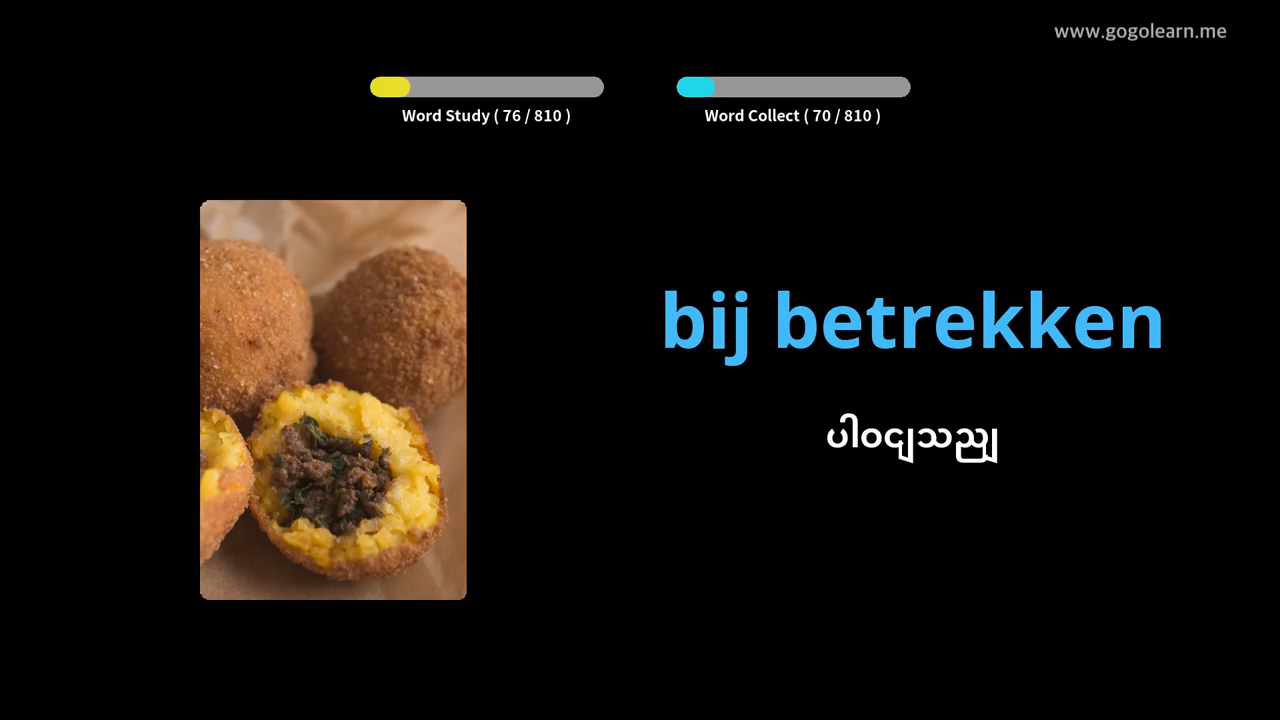 www.gogolearn.me
Word Study ( 76 / 810 )
Word Collect ( 70 / 810 )
bij betrekken
ပါဝငျသညျ